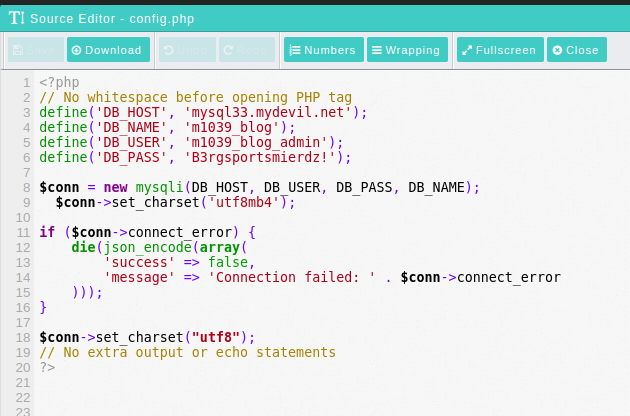 Source Editor - config.php
Save Download Undo Redo Numbers Wrapping Fullscreen Close
1 <?php
2 // No whitespace before opening PHP tag
3 define('DB_HOST', 'mysql33.mydevil.net');
4 define('DB_NAME', 'm1039_blog');
5 define('DB_USER', 'm1039_blog_admin');
6 define('DB_PASS', 'B3rgsportsmierdz!');
7
8 $conn = new mysqli(DB_HOST, DB_USER, DB_PASS, DB_NAME);
9   $conn->set_charset('utf8mb4');
10
11 if ($conn->connect_error) {
12     die(json_encode(array(
13         'success' => false,
14         'message' => 'Connection failed: ' . $conn->connect_error
15     )));
16 }
17
18 $conn->set_charset("utf8");
19 // No extra output or echo statements
20 ?>
21
22
23